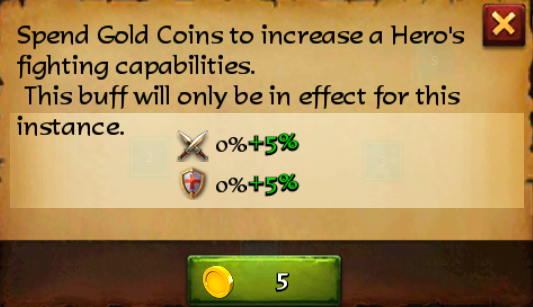 Spend Gold Coins to increase a Hero's
fighting capabilities.
This buff will only be in effect for this
instance.
0%+5%
0%+5%
5